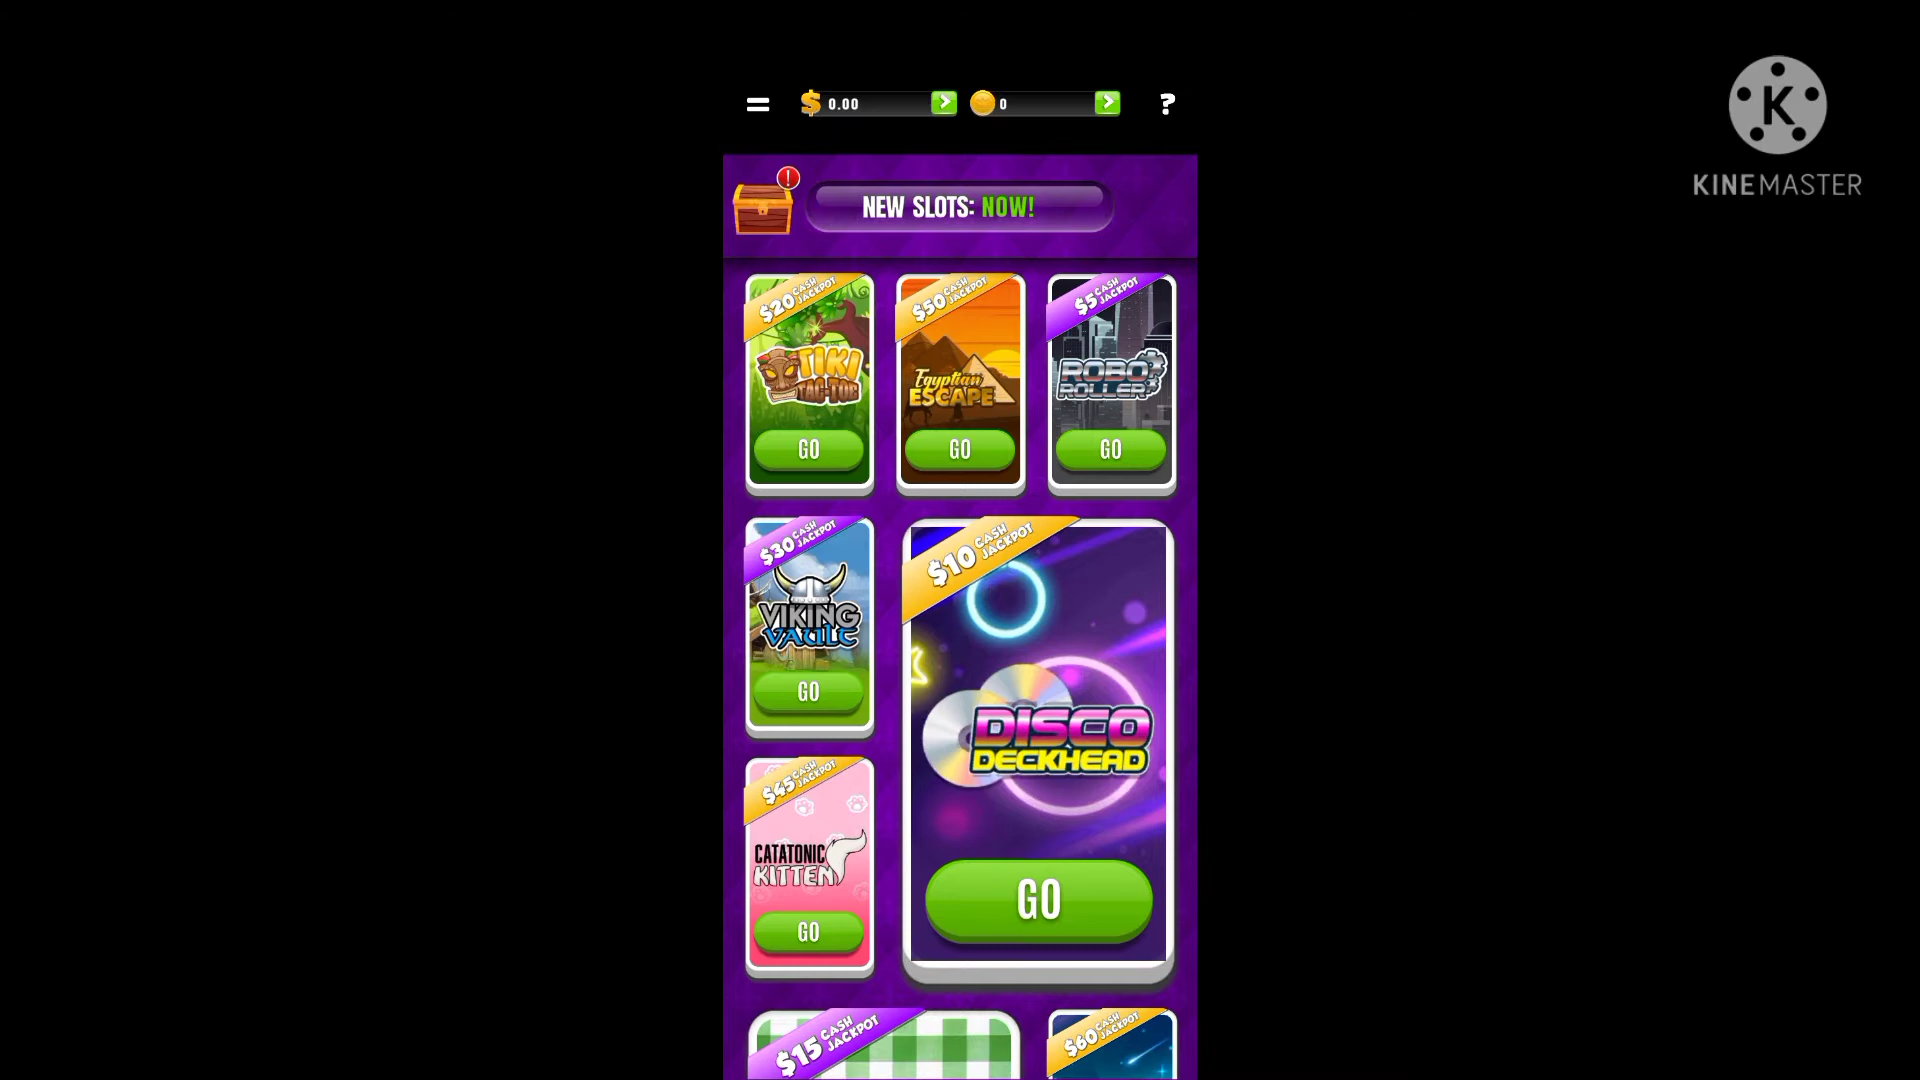 $ 0.00
0
?
K
KINEMASTER
!
NEW SLOTS: NOW!
$20 CASH JACKPOT
TIKI
TAC-TOE
GO
$50 CASH JACKPOT
Egyptian
ESCAPE
GO
$5 CASH JACKPOT
ROBO
ROLLER
GO
$30 CASH JACKPOT
VIKING
VAULT
GO
$10 CASH JACKPOT
DISCO
DECKHEAD
GO
$45 CASH JACKPOT
CATATONIC
KITTEN
GO
$15 CASH JACKPOT
$60 CASH JACKPOT